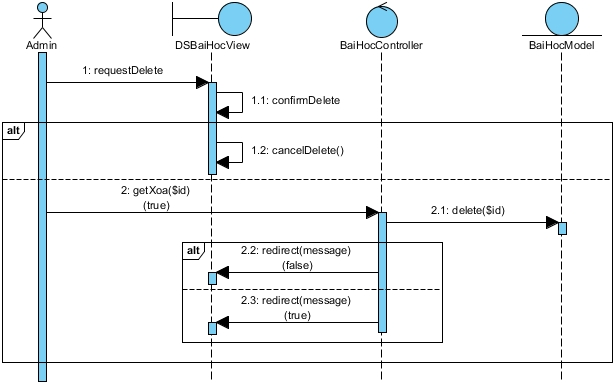 Admin
DSBaiHocView
BaiHocController
BaiHocModel
1: requestDelete
1.1: confirmDelete
alt
1.2: cancelDelete()
2: getXoa($id)
(true)
2.1: delete($id)
alt
2.2: redirect(message)
(false)
2.3: redirect(message)
(true)